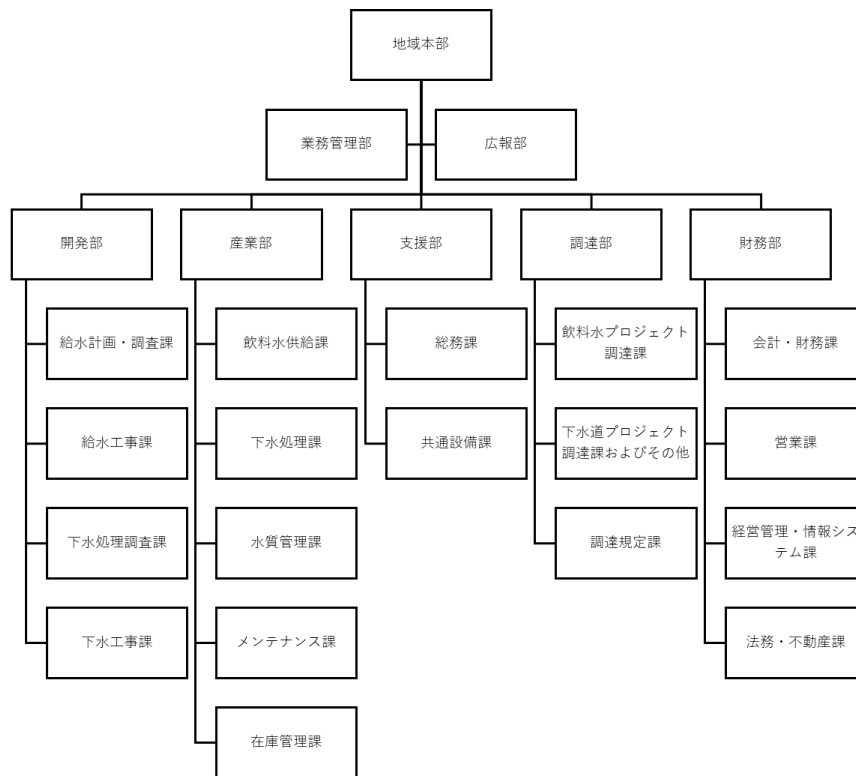 地域本部
業務管理部
広報部
開発部
産業部
支援部
調達部
財務部
給水計画・調査課
飲料水供給課
総務課
飲料水プロジェクト
調達課
会計・財務課
給水工事課
下水処理課
共通設備課
下水道プロジェクト
調達課およびその他
営業課
下水処理調査課
水質管理課
調達規定課
経営管理・情報シス
テム課
下水工事課
メンテナンス課
法務・不動産課
在庫管理課